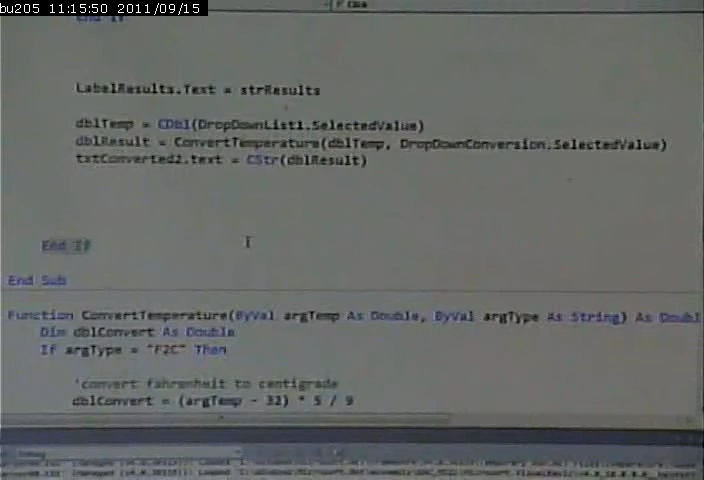 bu205 11:15:50 2011/09/15
End If
LabelResults.Text = strResults
dblTemp = CDbl(DropDownList1.SelectedValue)
dblResult = ConvertTemperature(dblTemp, DropDownConversion.SelectedValue)
txtConverted2.text = CStr(dblResult)
End If
End Sub
Function ConvertTemperature(ByVal argTemp As Double, ByVal argType As String) As Doubl
Dim dblConvert As Double
If argType = "F2C" Then
'convert fahrenheit to centigrade
dblConvert = (argTemp - 32) * 5 / 9